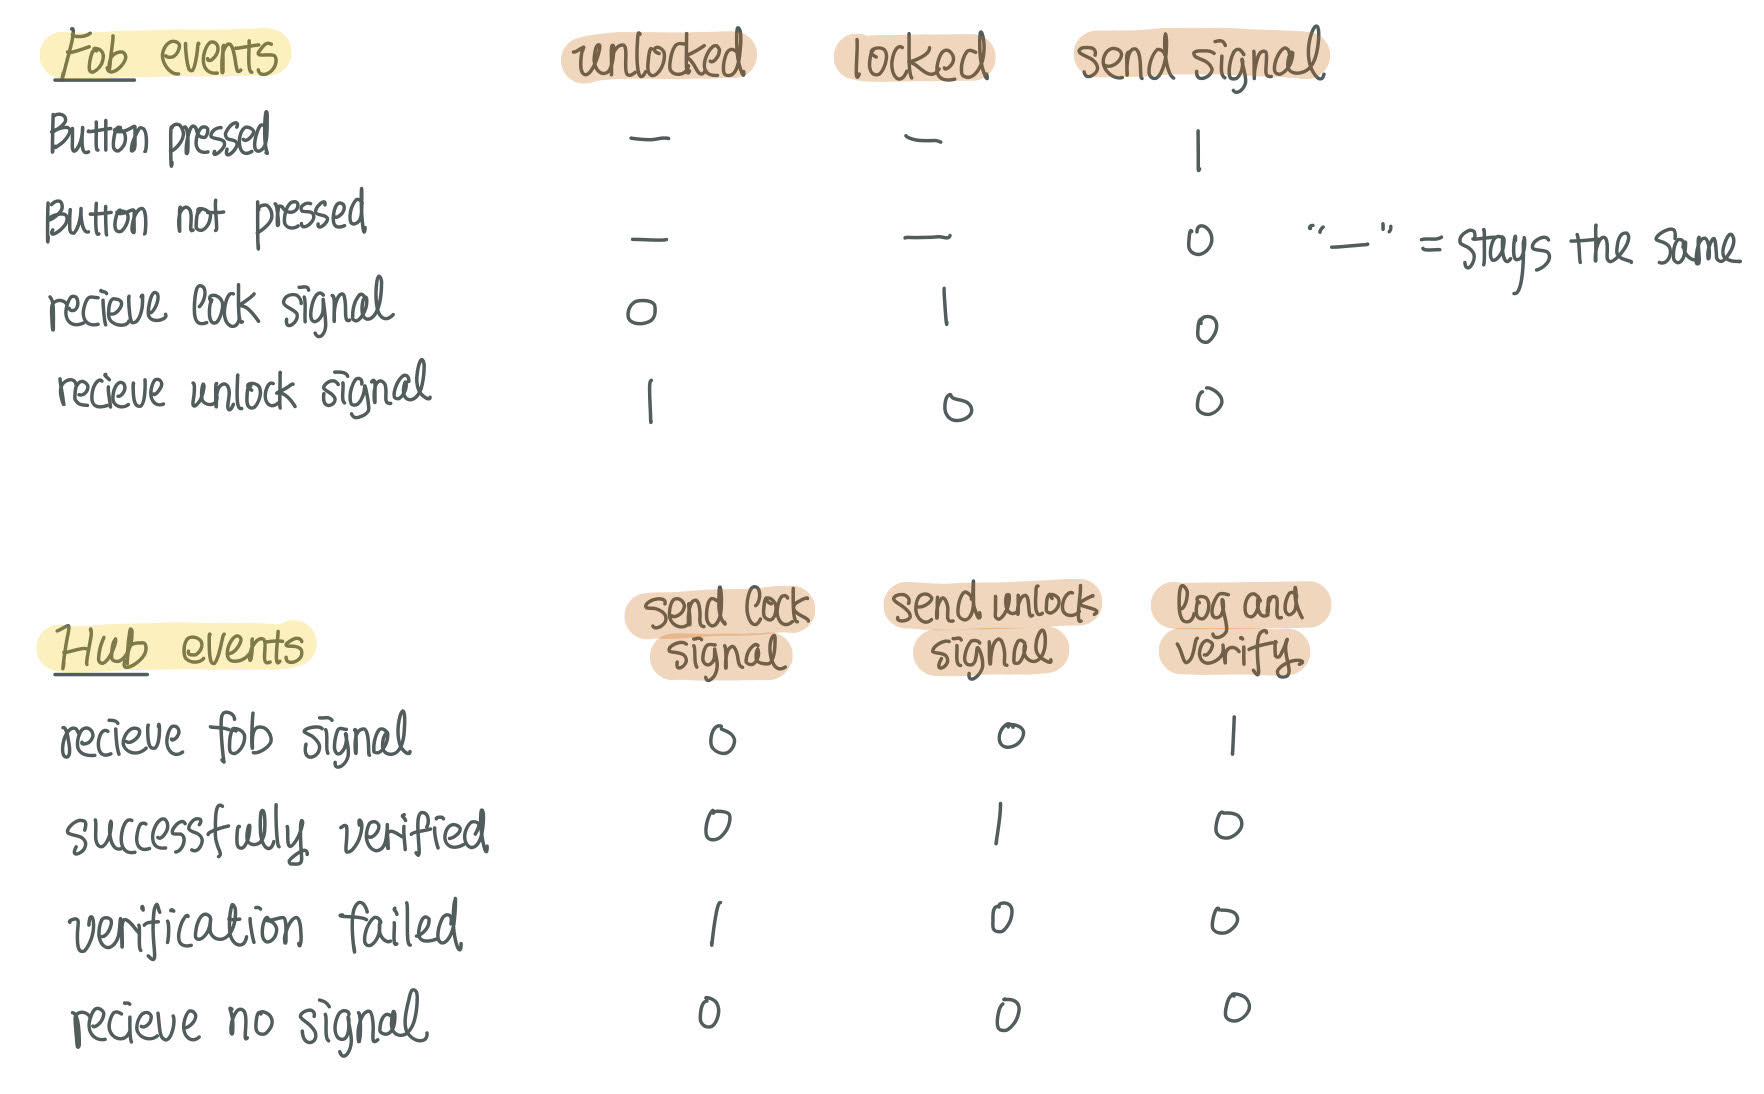 Fob events unlocked locked send signal
Button pressed — — 1
Button not pressed — — 0 "—" = stays the same
recieve lock signal 0 1 0
recieve unlock signal 1 0 0
Hub events send lock signal send unlock signal log and verify
recieve fob signal 0 0 1
successfully verified 0 1 0
verification failed 1 0 0
recieve no signal 0 0 0